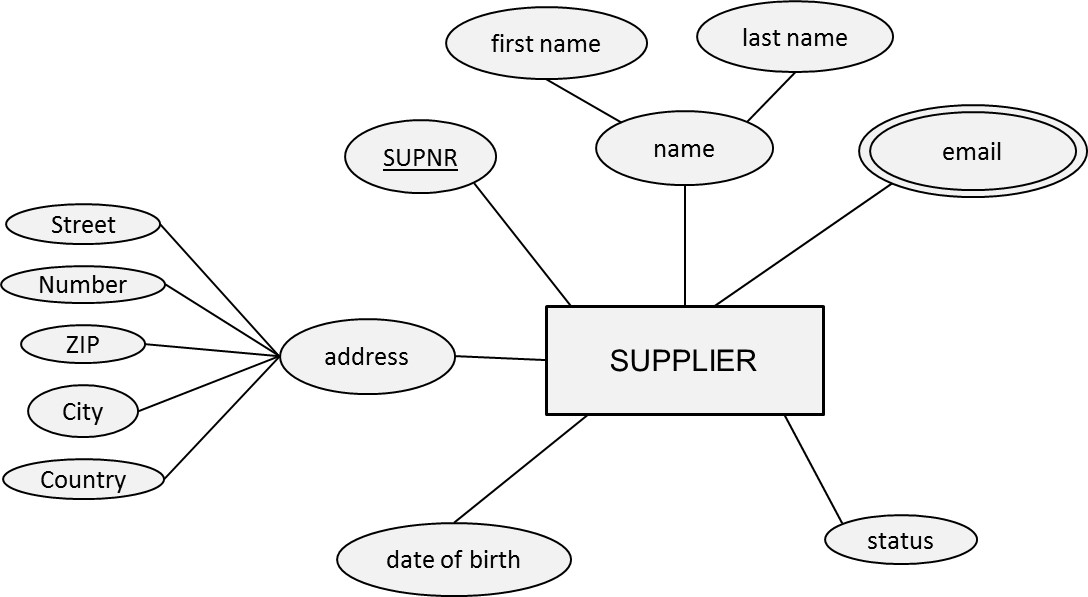 first name
last name
SUPNR
name
email
Street
Number
ZIP
City
Country
address
SUPPLIER
date of birth
status